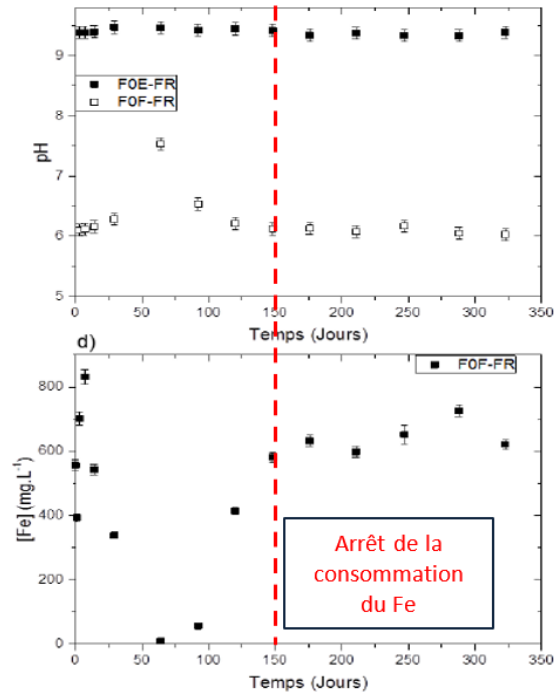 9
8
7
6
5
pH
F0E-FR
F0F-FR
0 50 100 150 200 250 300 350
Temps (Jours)
d)
800
600
400
200
0
[Fe] (mg.L⁻¹)
F0F-FR
Arrêt de la
consommation
du Fe
0 50 100 150 200 250 300 350
Temps (Jours)